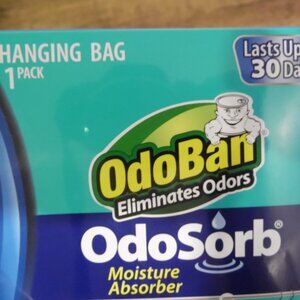 HANGING BAG
1 PACK
Lasts Up
30 Da
OdoBan
Eliminates Odors
OdoSorb®
Moisture
Absorber